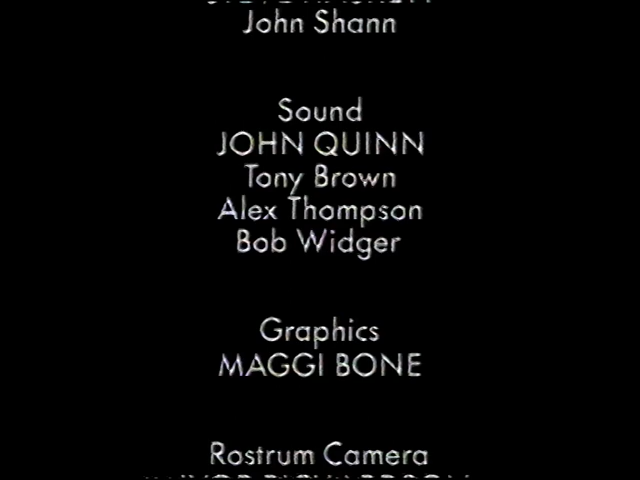 John Shann
Sound
JOHN QUINN
Tony Brown
Alex Thompson
Bob Widger
Graphics
MAGGI BONE
Rostrum Camera